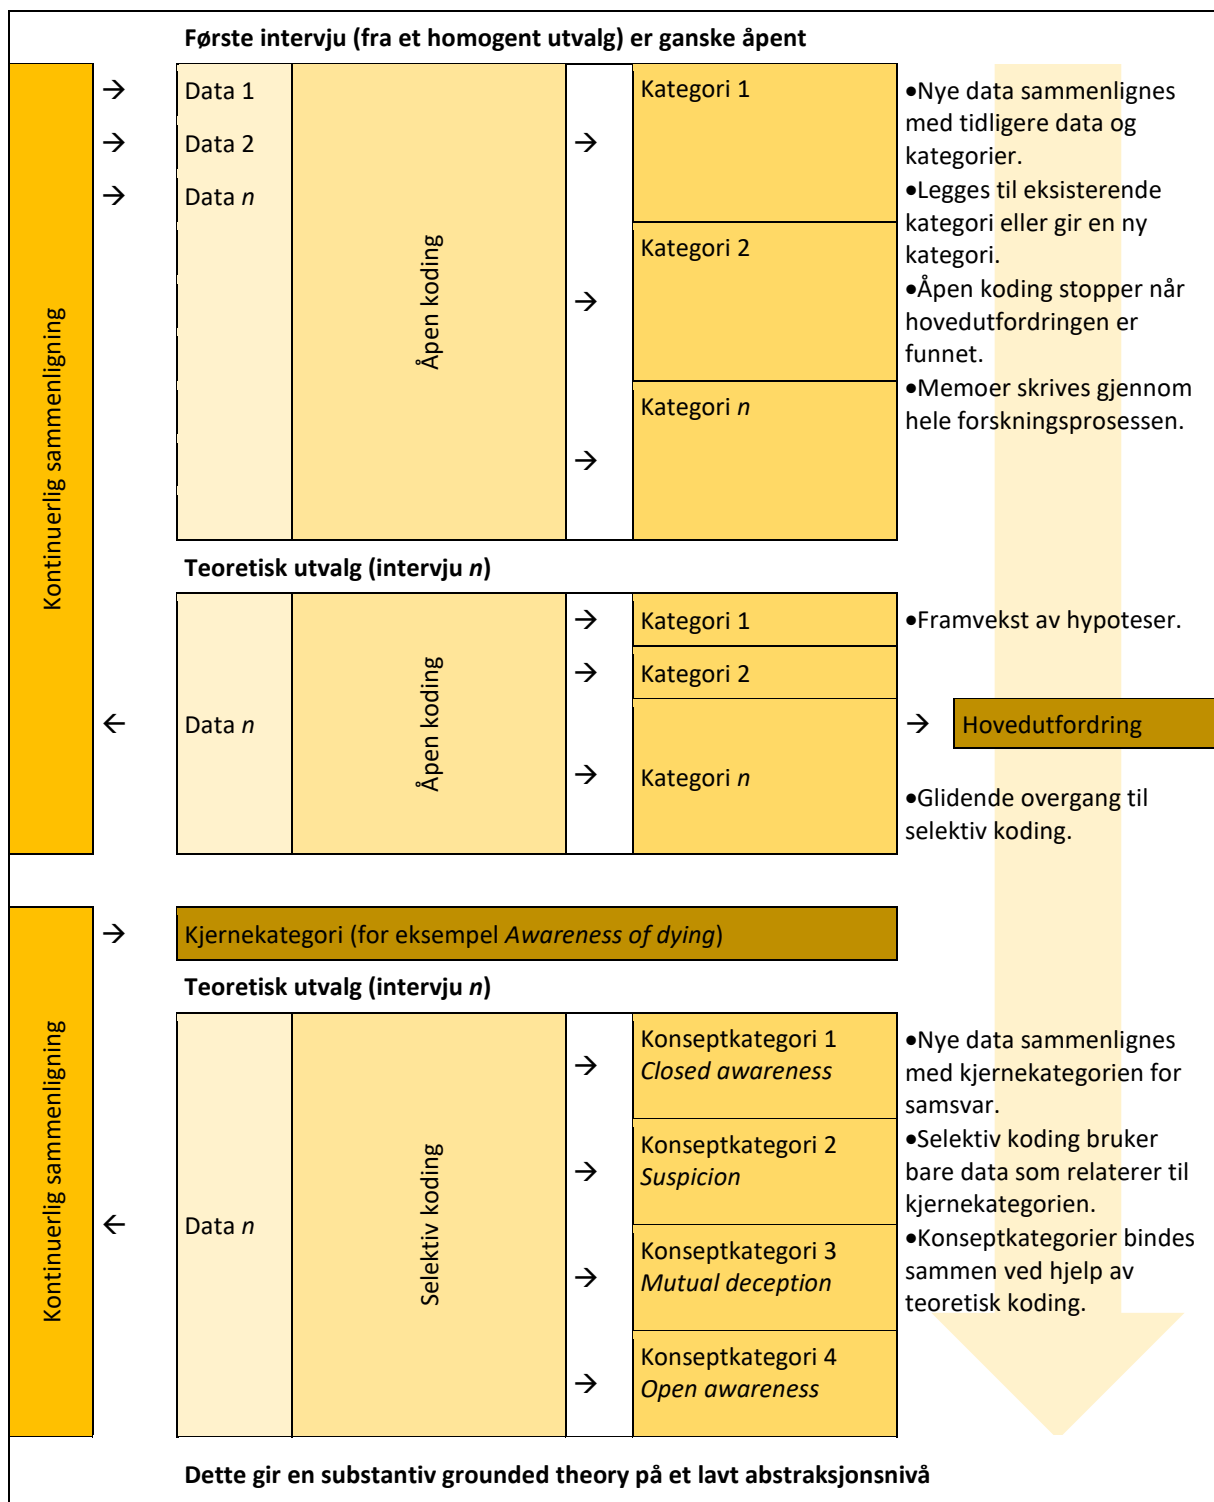 Første intervju (fra et homogent utvalg) er ganske åpent
Kontinuerlig sammenligning
→ Data 1
→ Data 2
→ Data n
Åpen koding
→ Kategori 1
→ Kategori 2
→ Kategori n
•Nye data sammenlignes
med tidligere data og
kategorier.
•Legges til eksisterende
kategori eller gir en ny
kategori.
•Åpen koding stopper når
hovedutfordringen er
funnet.
•Memoer skrives gjennom
hele forskningsprosessen.
Teoretisk utvalg (intervju n)
← Data n
Åpen koding
→ Kategori 1
→ Kategori 2
→ Kategori n
•Framvekst av hypoteser.
→ Hovedutfordring
•Glidende overgang til
selektiv koding.
Kontinuerlig sammenligning
→ Kjernekategori (for eksempel Awareness of dying)
Teoretisk utvalg (intervju n)
← Data n
Selektiv koding
→ Konseptkategori 1
Closed awareness
→ Konseptkategori 2
Suspicion
→ Konseptkategori 3
Mutual deception
→ Konseptkategori 4
Open awareness
•Nye data sammenlignes
med kjernekategorien for
samsvar.
•Selektiv koding bruker
bare data som relaterer til
kjernekategorien.
•Konseptkategorier bindes
sammen ved hjelp av
teoretisk koding.
Dette gir en substantiv grounded theory på et lavt abstraksjonsnivå